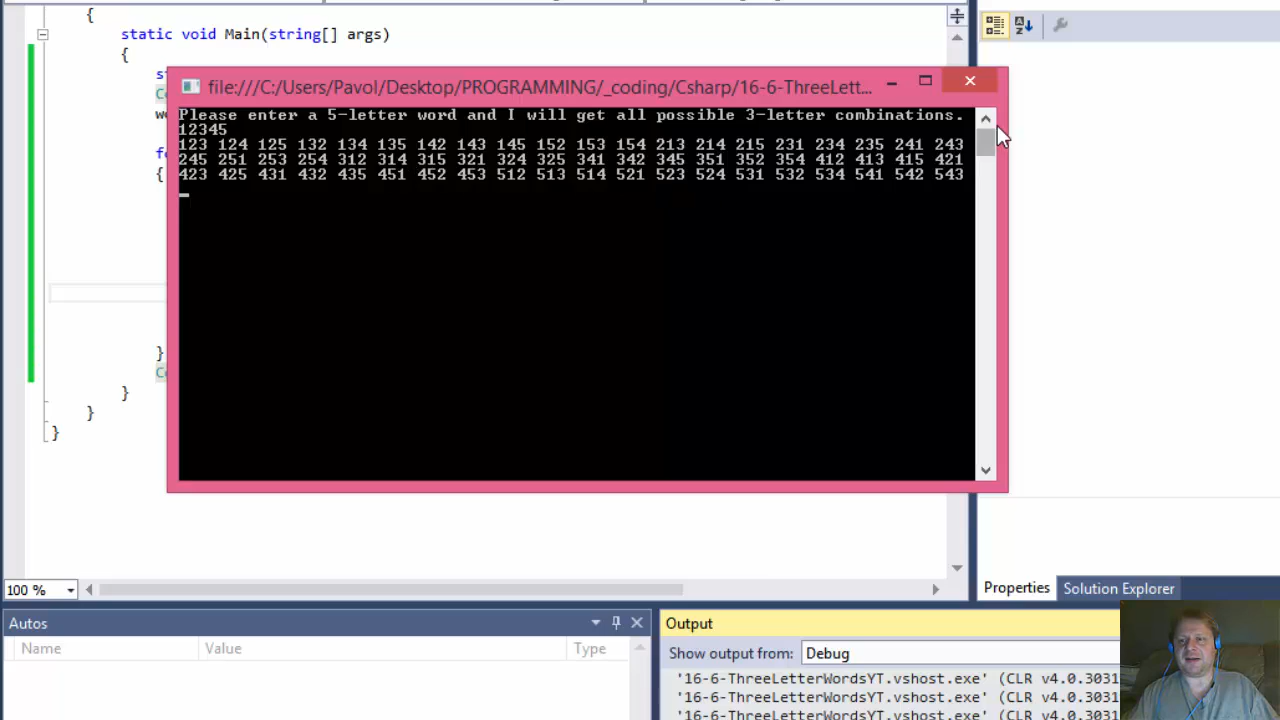 {
static void Main(string[] args)
{
st
file:///C:/Users/Pavol/Desktop/PROGRAMMING/_coding/Csharp/16-6-ThreeLett...
Co
Please enter a 5-letter word and I will get all possible 3-letter combinations.
wo
12345
123 124 125 132 134 135 142 143 145 152 153 154 213 214 215 231 234 235 241 243
fo
245 251 253 254 312 314 315 321 324 325 341 342 345 351 352 354 412 413 415 421
{
423 425 431 432 435 451 452 453 512 513 514 521 523 524 531 532 534 541 542 543
}
Co
}
}
}
100 %
Properties
Solution Explorer
Autos
Output
Name
Value
Type
Show output from:
Debug
'16-6-ThreeLetterWordsYT.vshost.exe' (CLR v4.0.3031
'16-6-ThreeLetterWordsYT.vshost.exe' (CLR v4.0.3031
'16-6-ThreeLetterWordsYT.vshost.exe' (CLR v4.0.3031